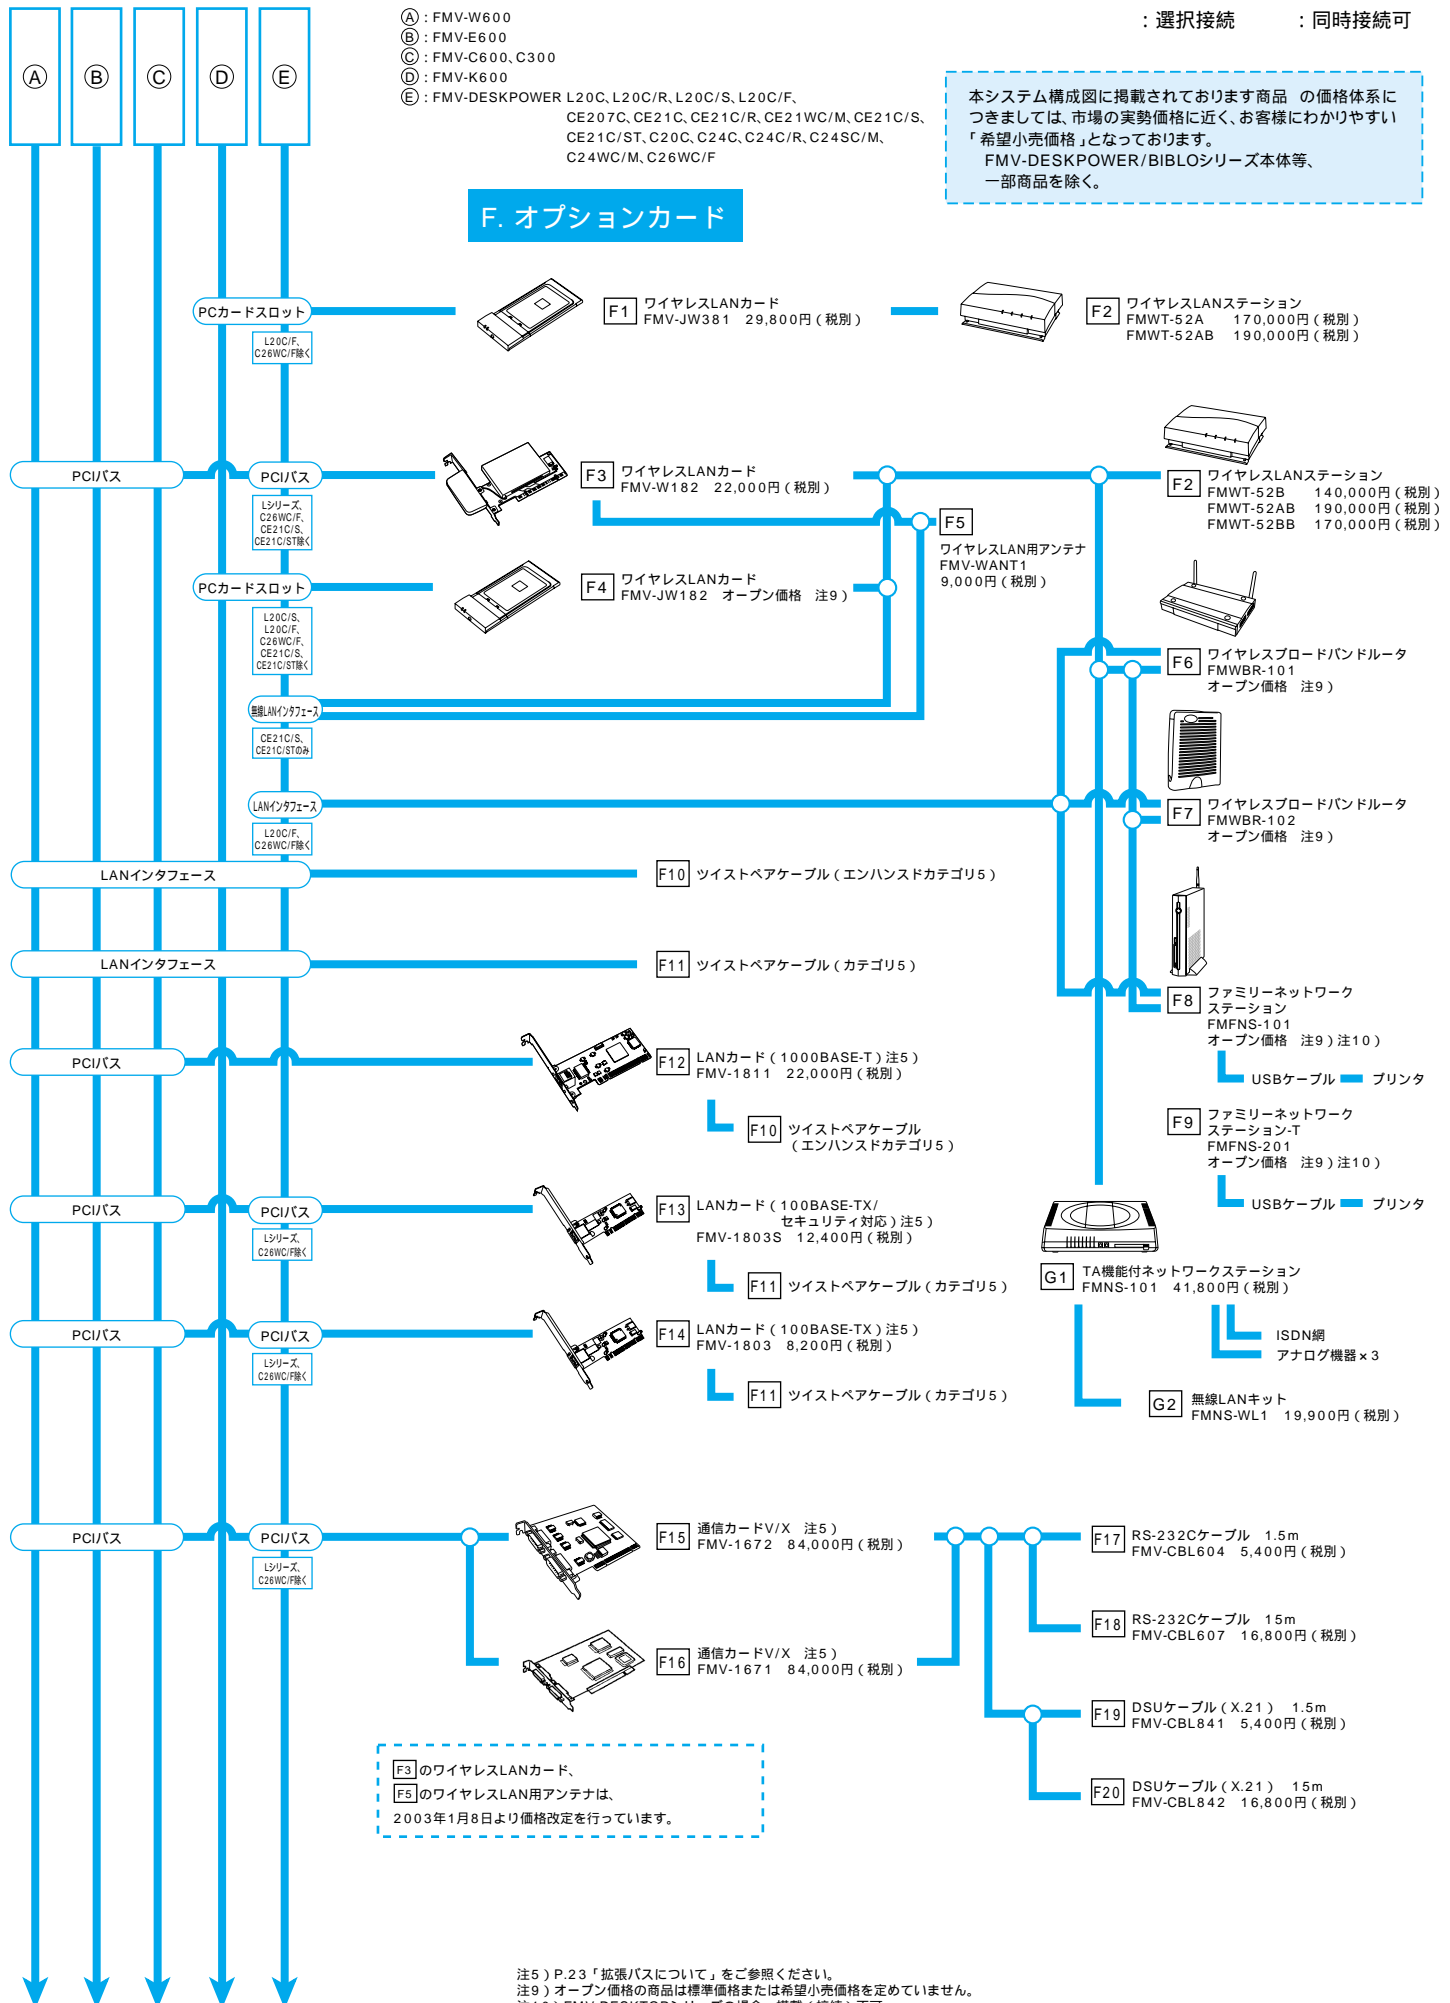 A
B
C
D
E
A : FMV-W600
B : FMV-E600
C : FMV-C600、C300
D : FMV-K600
E : FMV-DESKPOWER L20C、L20C/R、L20C/S、L20C/F、
CE207C、CE21C、CE21C/R、CE21WC/M、CE21C/S、
CE21C/ST、C20C、C24C、C24C/R、C24SC/M、
C24WC/M、C26WC/F
：選択接続　：同時接続可
本システム構成図に掲載されております商品　の価格体系に
つきましては、市場の実勢価格に近く、お客様にわかりやすい
「希望小売価格」となっております。
FMV-DESKPOWER/BIBLOシリーズ本体等、
一部商品を除く。
F. オプションカード
PCカードスロット
L20C/F、
C26WC/F除く
F1 ワイヤレスLANカード
FMV-JW381　29,800円（税別）
F2 ワイヤレスLANステーション
FMWT-52A　170,000円（税別）
FMWT-52AB　190,000円（税別）
PCIバス
PCIバス
Lシリーズ、
C26WC/F、
CE21C/S、
CE21C/ST除く
F3 ワイヤレスLANカード
FMV-W182　22,000円（税別）
F2 ワイヤレスLANステーション
FMWT-52B　140,000円（税別）
FMWT-52AB　190,000円（税別）
FMWT-52BB　170,000円（税別）
F5
ワイヤレスLAN用アンテナ
FMV-WANT1
9,000円（税別）
PCカードスロット
L20C/S、
L20C/F、
C26WC/F、
CE21C/S、
CE21C/ST除く
F4 ワイヤレスLANカード
FMV-JW182　オープン価格　注9）
F6 ワイヤレスブロードバンドルータ
FMWBR-101
オープン価格　注9）
無線LANインタフェース
CE21C/S、
CE21C/STのみ
LANインタフェース
L20C/F、
C26WC/F除く
F7 ワイヤレスブロードバンドルータ
FMWBR-102
オープン価格　注9）
LANインタフェース
F10 ツイストペアケーブル（エンハンスドカテゴリ5）
LANインタフェース
F11 ツイストペアケーブル（カテゴリ5）
F8 ファミリーネットワーク
ステーション
FMFNS-101
オープン価格　注9）注10）
USBケーブル　プリンタ
PCIバス
F12 LANカード（1000BASE-T）注5）
FMV-1811　22,000円（税別）
F10 ツイストペアケーブル
（エンハンスドカテゴリ5）
F9 ファミリーネットワーク
ステーション-T
FMFNS-201
オープン価格　注9）注10）
USBケーブル　プリンタ
PCIバス
PCIバス
Lシリーズ、
C26WC/F除く
F13 LANカード（100BASE-TX/
セキュリティ対応）注5）
FMV-1803S　12,400円（税別）
F11 ツイストペアケーブル（カテゴリ5）
G1 TA機能付ネットワークステーション
FMNS-101　41,800円（税別）
ISDN網
アナログ機器×3
G2 無線LANキット
FMNS-WL1　19,900円（税別）
PCIバス
PCIバス
Lシリーズ、
C26WC/F除く
F14 LANカード（100BASE-TX）注5）
FMV-1803　8,200円（税別）
F11 ツイストペアケーブル（カテゴリ5）
PCIバス
PCIバス
Lシリーズ、
C26WC/F除く
F15 通信カードV/X　注5）
FMV-1672　84,000円（税別）
F16 通信カードV/X　注5）
FMV-1671　84,000円（税別）
F17 RS-232Cケーブル　1.5m
FMV-CBL604　5,400円（税別）
F18 RS-232Cケーブル　15m
FMV-CBL607　16,800円（税別）
F19 DSUケーブル（X.21）　1.5m
FMV-CBL841　5,400円（税別）
F20 DSUケーブル（X.21）　15m
FMV-CBL842　16,800円（税別）
F3のワイヤレスLANカード、
F5のワイヤレスLAN用アンテナは、
2003年1月8日より価格改定を行っています。
注5）P.23「拡張バスについて」をご参照ください。
注9）オープン価格の商品は標準価格または希望小売価格を定めていません。